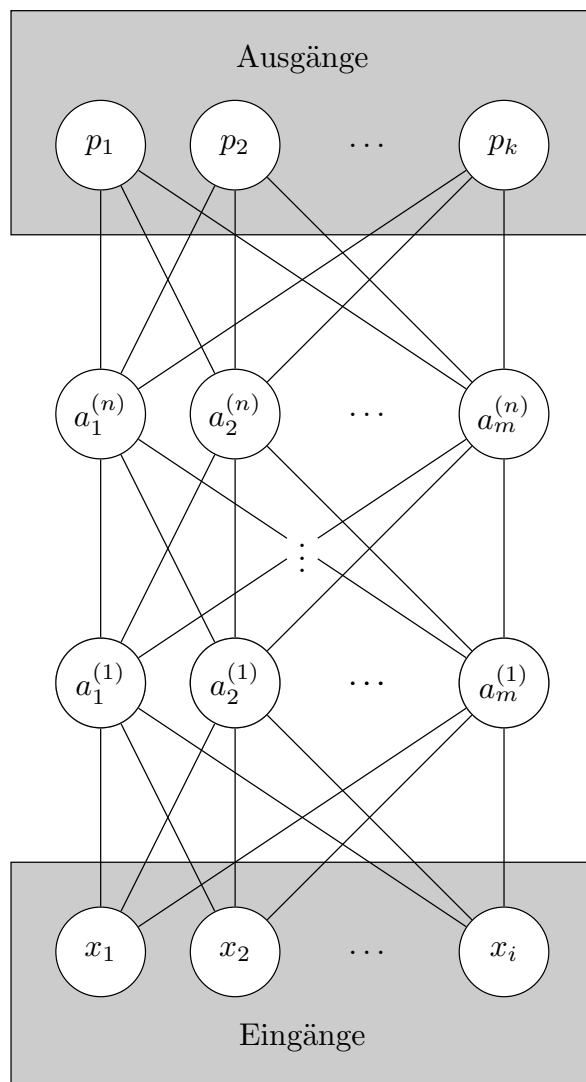 Ausgänge
p₁ p₂ ⋯ pₖ
a₁⁽ⁿ⁾ a₂⁽ⁿ⁾ ⋯ aₘ⁽ⁿ⁾
⋮
a₁⁽¹⁾ a₂⁽¹⁾ ⋯ aₘ⁽¹⁾
x₁ x₂ ⋯ xᵢ
Eingänge